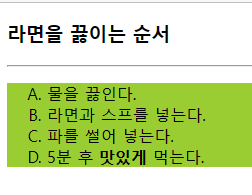 라면을 끓이는 순서
A. 물을 끓인다.
B. 라면과 스프를 넣는다.
C. 파를 썰어 넣는다.
D. 5분 후 맛있게 먹는다.